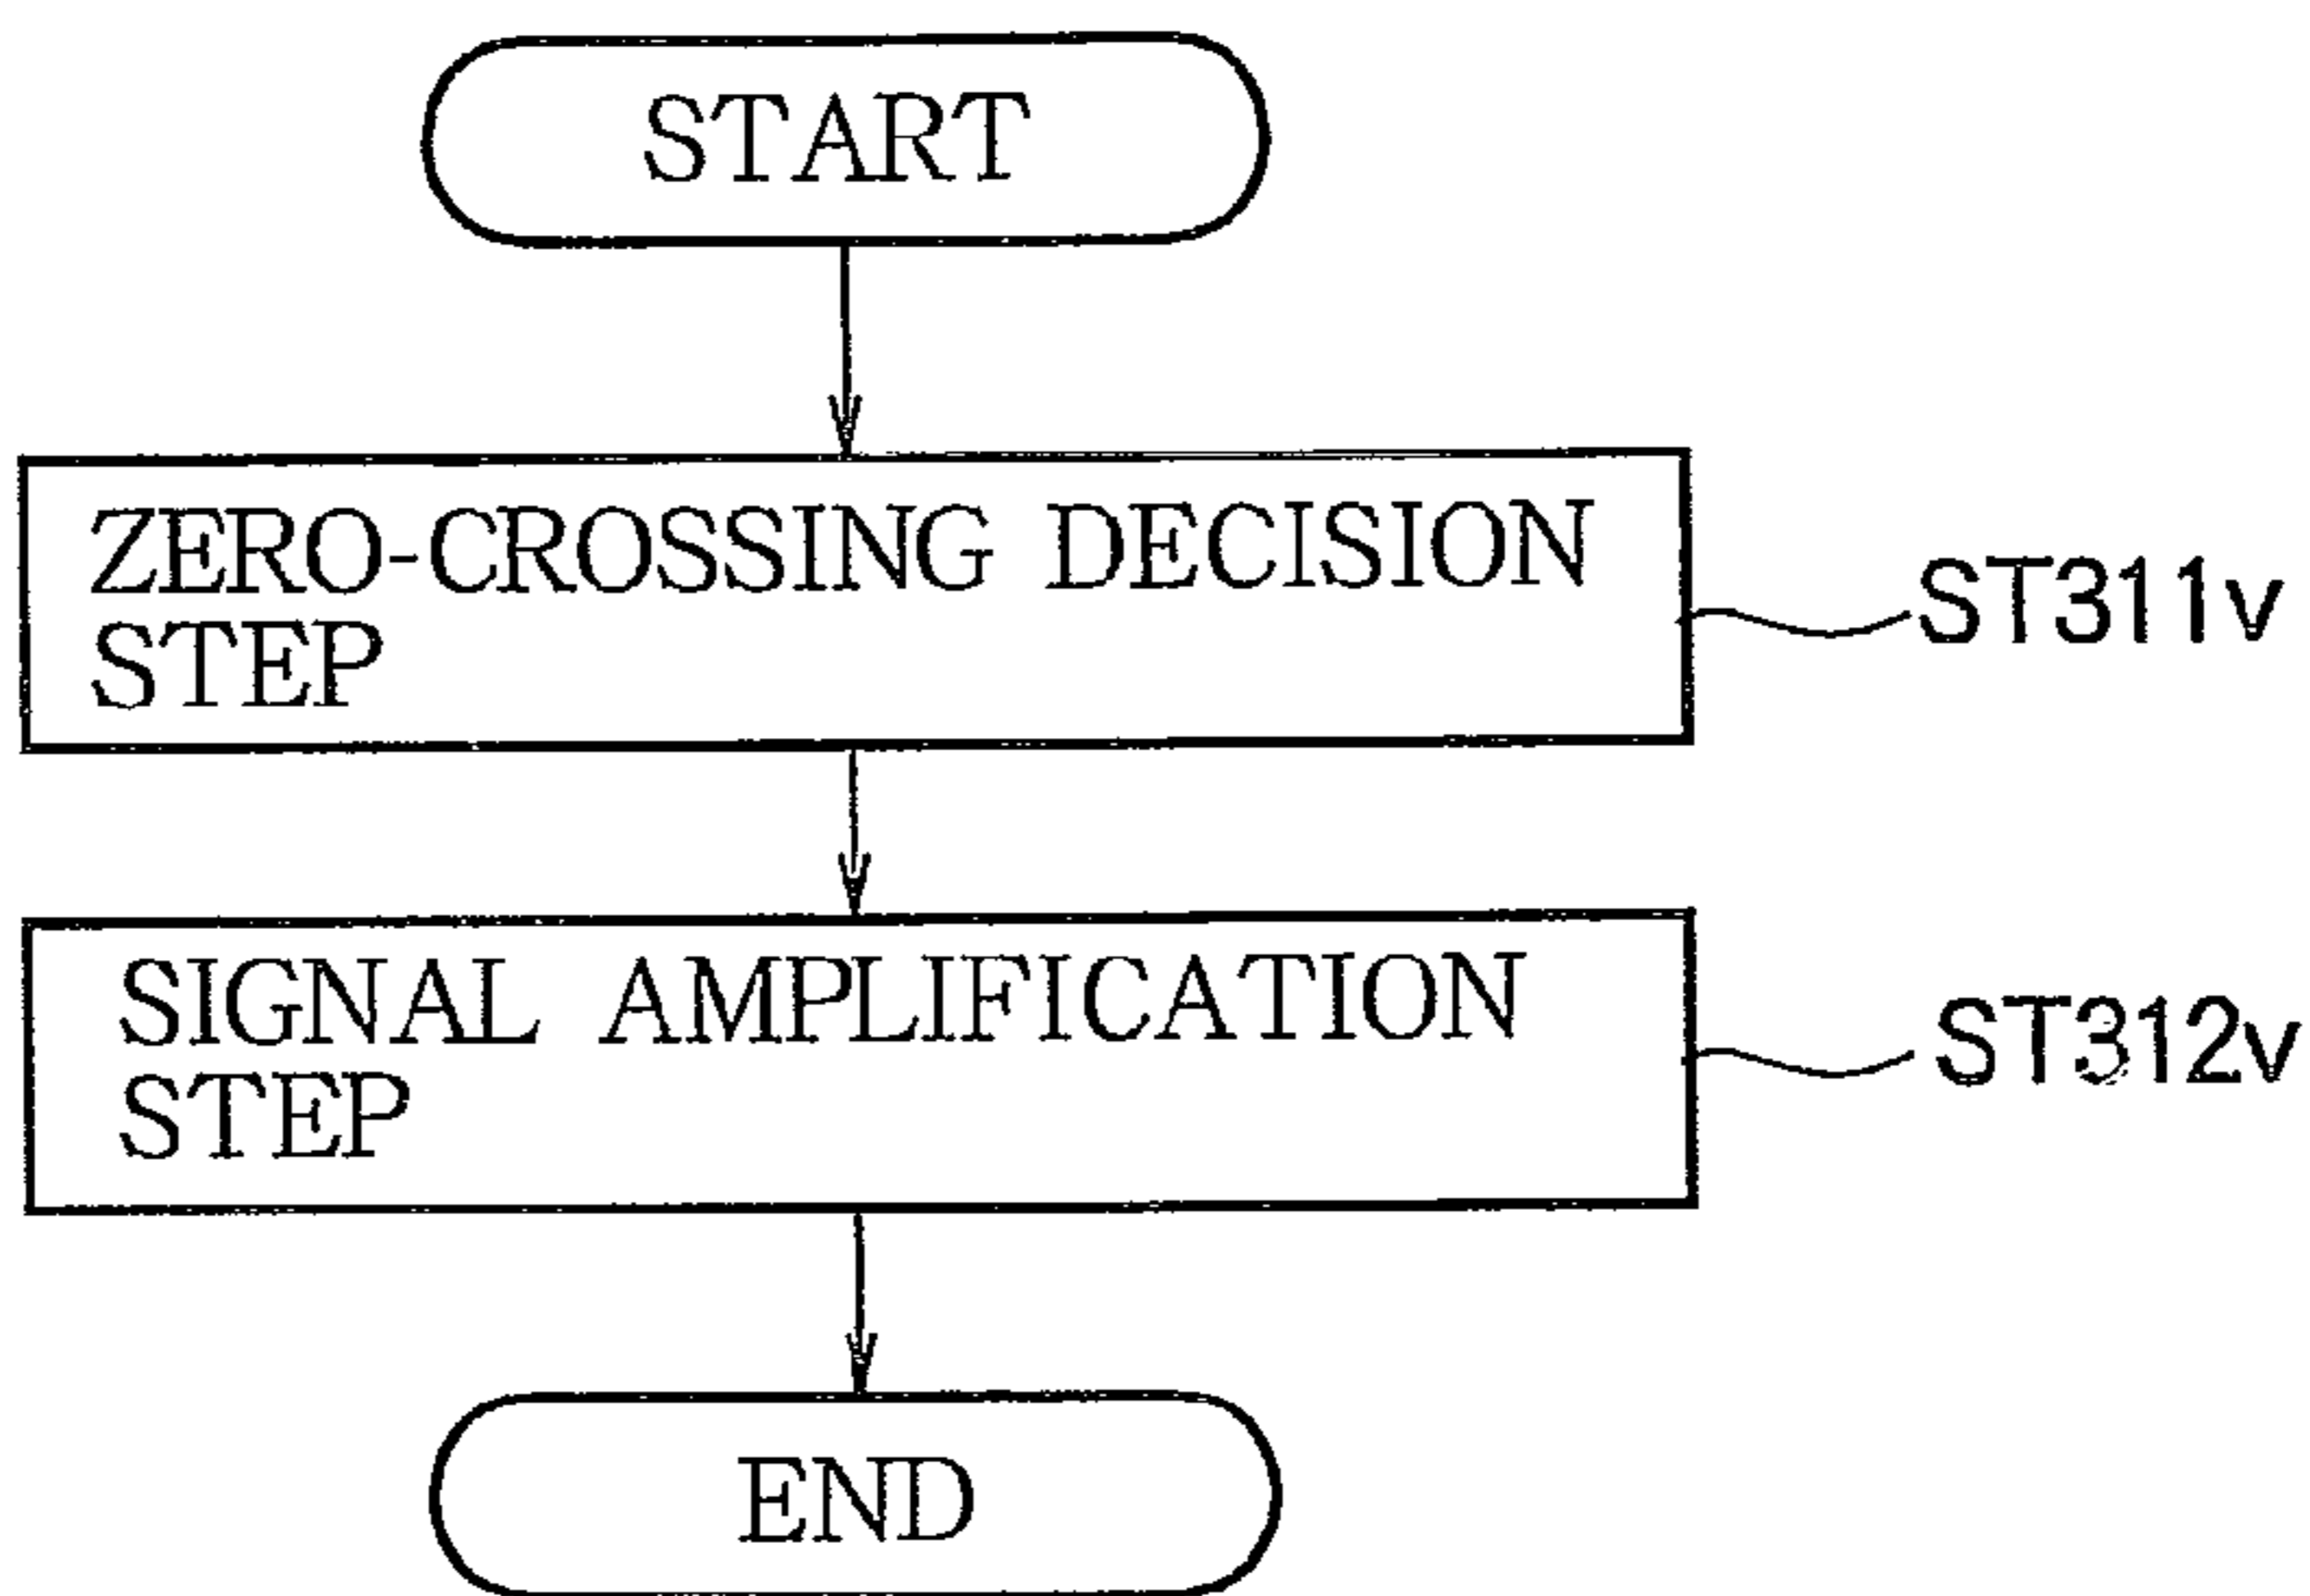 START
ZERO-CROSSING DECISION
STEP
ST311v
SIGNAL AMPLIFICATION
STEP
ST312v
END